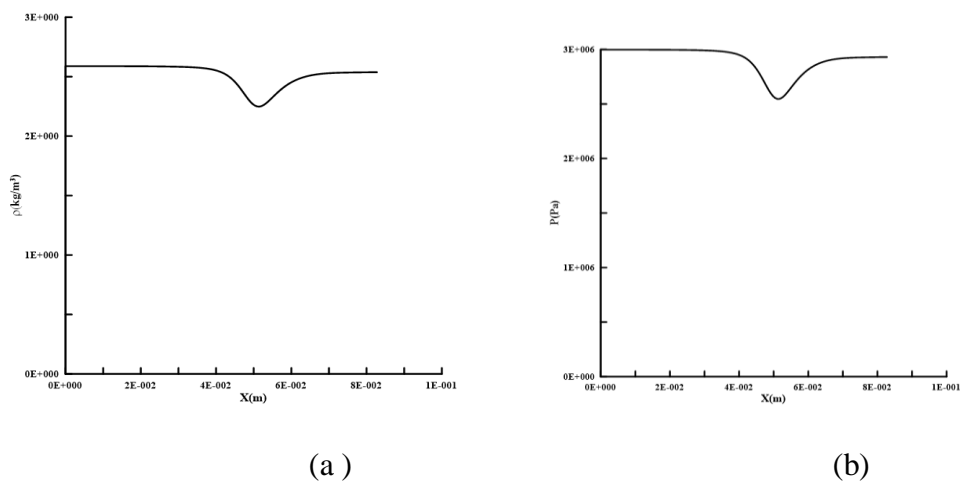 3E+000
2E+000
1E+000
0E+000
ρ(kg/m³)
0E+000 2E-002 4E-002 6E-002 8E-002 1E-001
X(m)
(a )
3E+006
2E+006
1E+006
0E+000
P(Pa)
0E+000 2E-002 4E-002 6E-002 8E-002 1E-001
X(m)
(b)